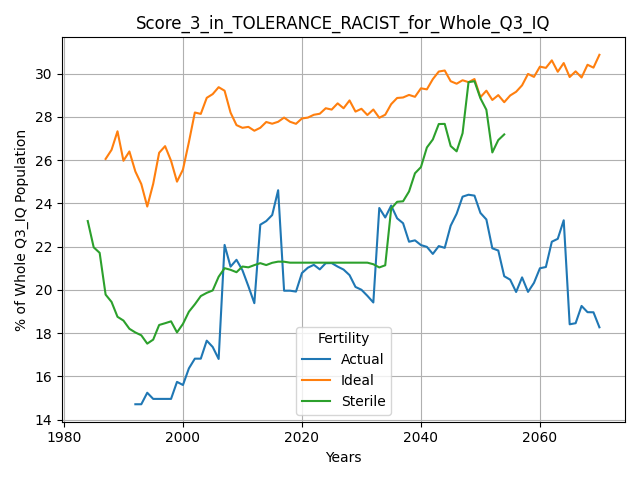 Score_3_in_TOLERANCE_RACIST_for_Whole_Q3_IQ
% of Whole Q3_IQ Population
30
28
26
24
22
20
18
16
14
Fertility
Actual
Ideal
Sterile
1980
2000
2020
2040
2060
Years